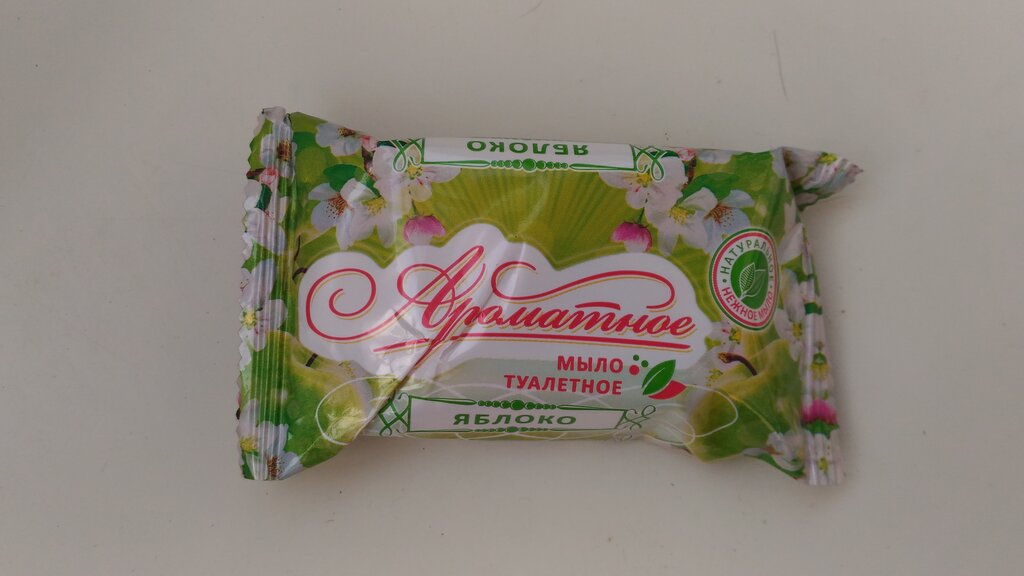 ЯБЛОКО
НАТУРАЛЬНОЕ
НЕЖНОЕ МЫЛО
Ароматное
МЫЛО
ТУАЛЕТНОЕ
ЯБЛОКО